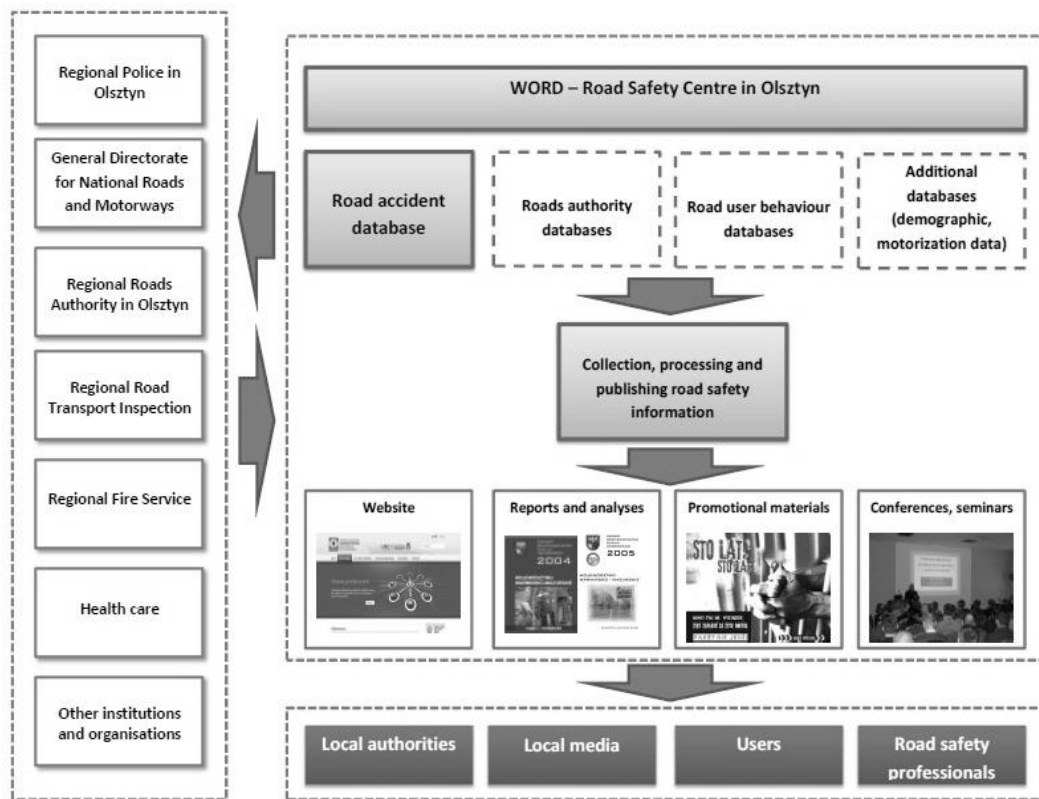 Regional Police in
Olsztyn
General Directorate
for National Roads
and Motorways
Regional Roads
Authority in Olsztyn
Regional Road
Transport Inspection
Regional Fire Service
Health care
Other institutions
and organisations
WORD – Road Safety Centre in Olsztyn
Road accident
database
Roads authority
databases
Road user behaviour
databases
Additional
databases
(demographic,
motorization data)
Collection, processing and
publishing road safety
information
Website
Reports and analyses
2004
2005
Promotional materials
STO LAT
STO LA
Conferences, seminars
Local authorities
Local media
Users
Road safety
professionals